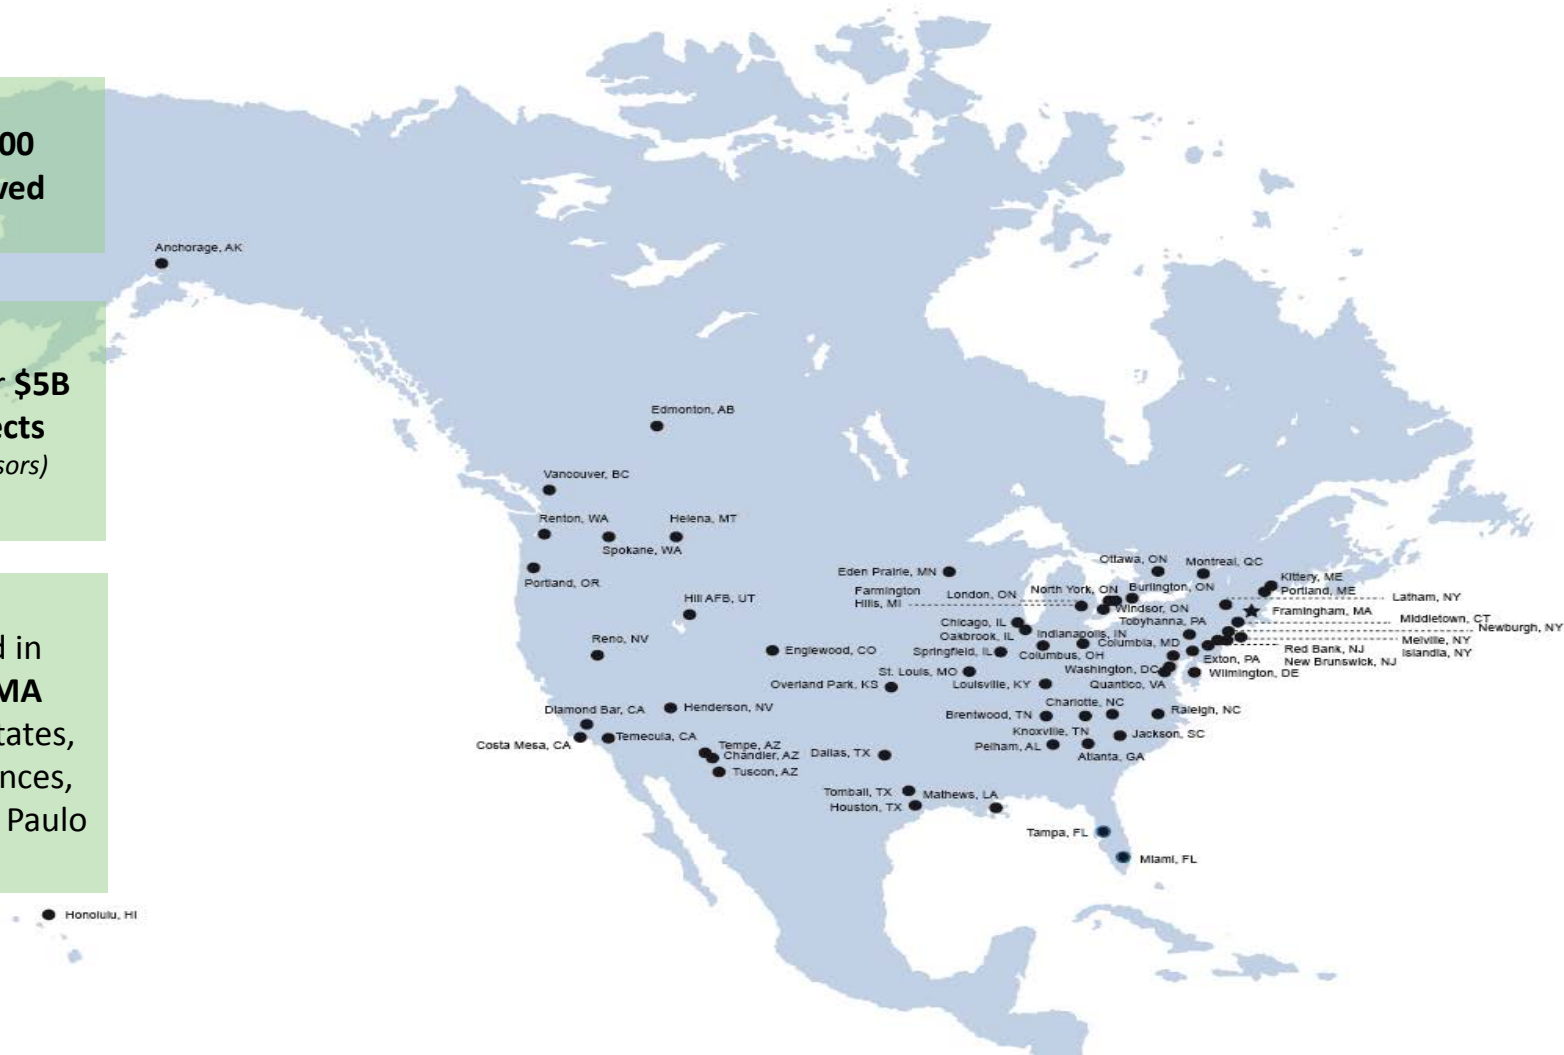 00
ved
r $5B
ects
sors)
d in
MA
tates,
nces,
Paulo
Anchorage, AK
Edmonton, AB
Vancouver, BC
Renton, WA
Helena, MT
Spokane, WA
Portland, OR
Hill AFB, UT
Reno, NV
Englewood, CO
Diamond Bar, CA
Henderson, NV
Costa Mesa, CA
Temecula, CA
Tempe, AZ
Chandler, AZ
Tuscon, AZ
Dallas, TX
Tomball, TX
Houston, TX
Mathews, LA
Eden Prairie, MN
Farmington
Hills, MI
London, ON
North York, ON
Ottawa, ON
Montreal, QC
Burlington, ON
Windsor, ON
Tobyhanna, PA
Chicago, IL
Oakbrook, IL
Indianapolis, IN
Columbia, MD
Springfield, IL
Columbus, OH
St. Louis, MO
Washington, DC
Overland Park, KS
Louisville, KY
Quantico, VA
Charlotte, NC
Brentwood, TN
Raleigh, NC
Knoxville, TN
Jackson, SC
Pelham, AL
Atlanta, GA
Tampa, FL
Miami, FL
Kittery, ME
Portland, ME
Latham, NY
Framingham, MA
Middletown, CT
Newburgh, NY
Melville, NY
Islandia, NY
Red Bank, NJ
New Brunswick, NJ
Exton, PA
Wilmington, DE
Honolulu, HI